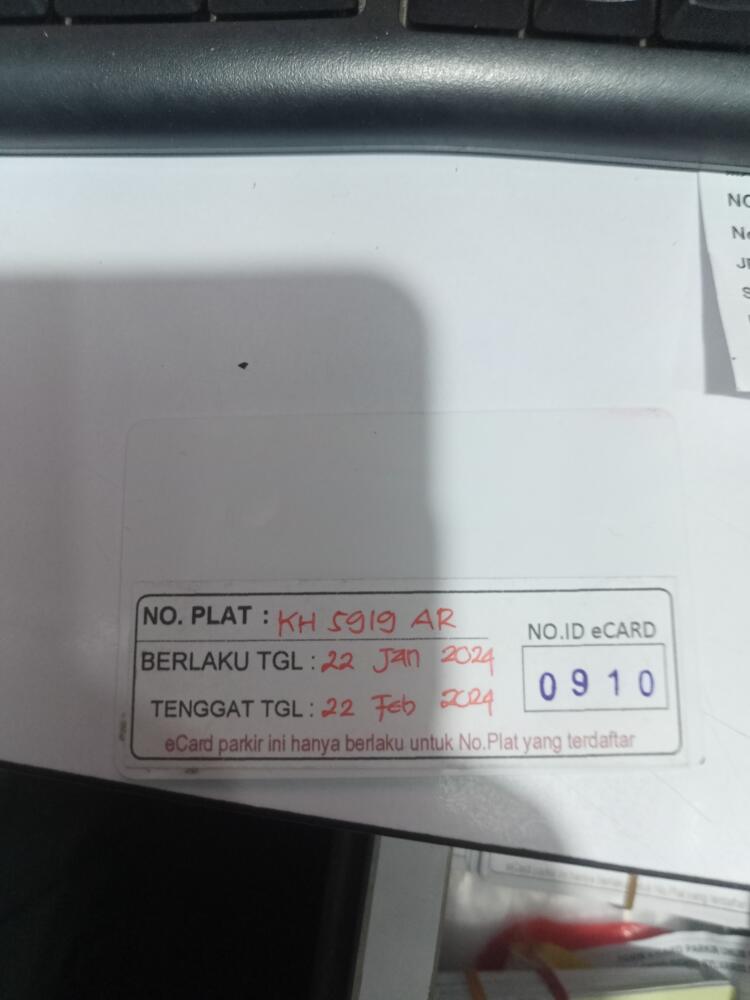 NO. PLAT : KH 5919 AR
BERLAKU TGL : 22 Jan 2024
TENGGAT TGL : 22 Feb 2024
NO.ID eCARD
0910
eCard parkir ini hanya berlaku untuk No.Plat yang terdaftar
NO